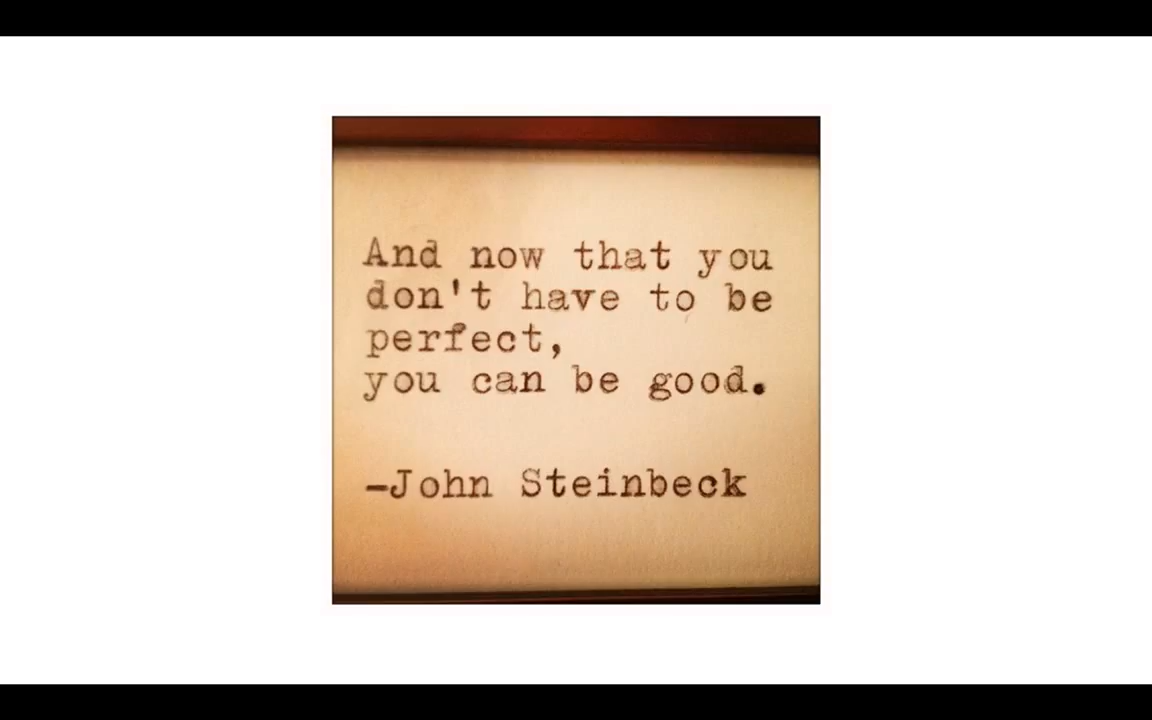 And now that you
don't have to be
perfect,
you can be good.
-John Steinbeck